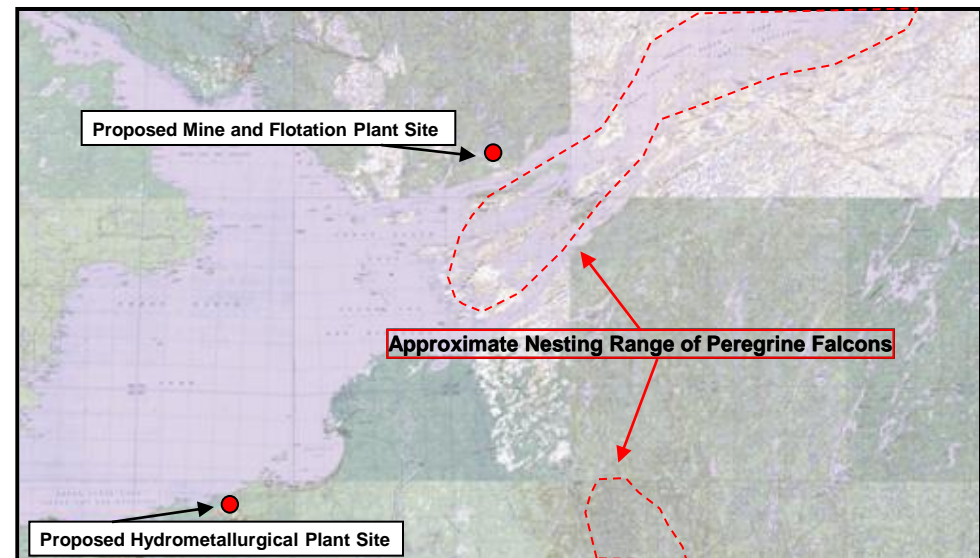 Proposed Mine and Flotation Plant Site
Approximate Nesting Range of Peregrine Falcons
Proposed Hydrometallurgical Plant Site